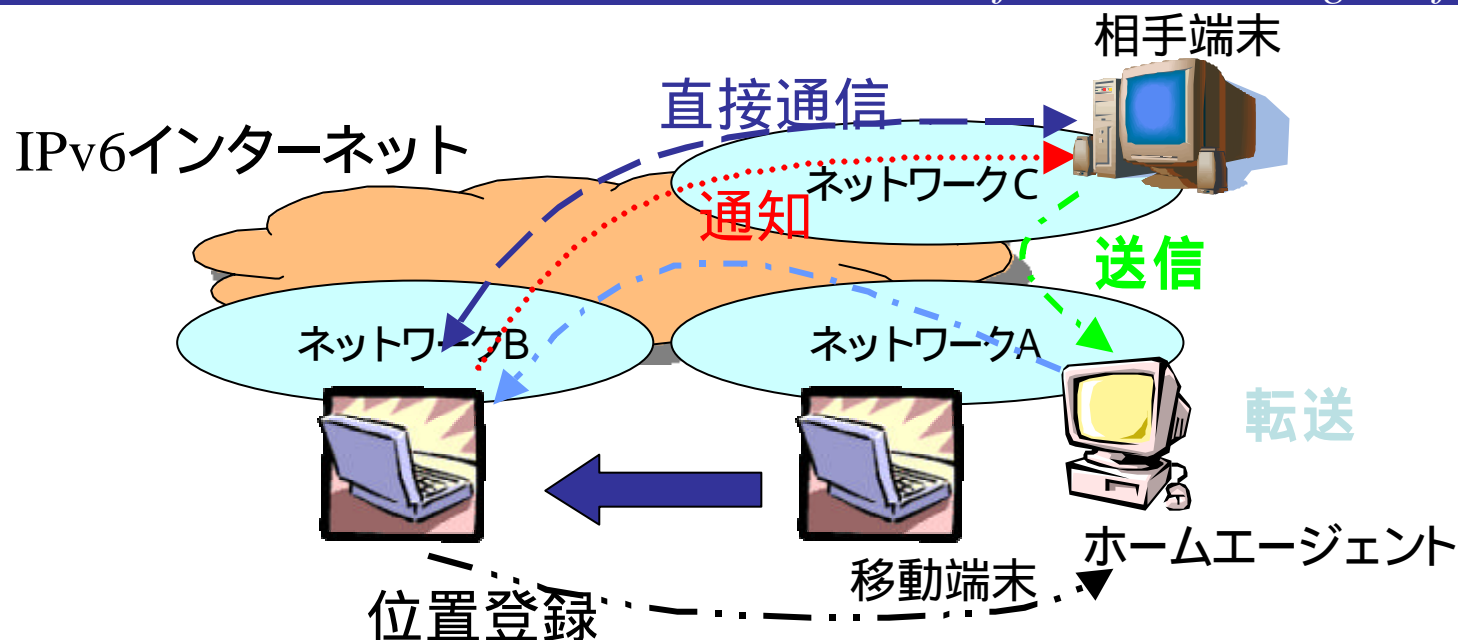 相手端末
直接通信
IPv6インターネット
ネットワークC
通知
送信
ネットワークB
ネットワークA
転送
ホームエージェント
移動端末
位置登録